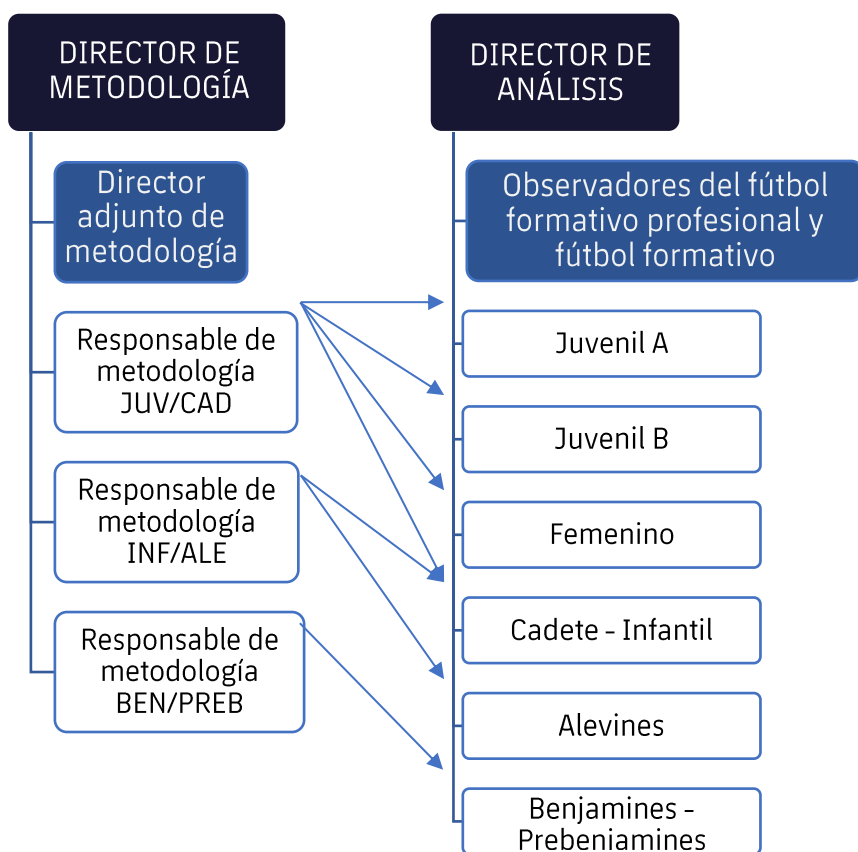 DIRECTOR DE
METODOLOGÍA
Director
adjunto de
metodología
Responsable de
metodología
JUV/CAD
Responsable de
metodología
INF/ALE
Responsable de
metodología
BEN/PREB
DIRECTOR DE
ANÁLISIS
Observadores del fútbol
formativo profesional y
fútbol formativo
Juvenil A
Juvenil B
Femenino
Cadete - Infantil
Alevines
Benjamines -
Prebenjamines